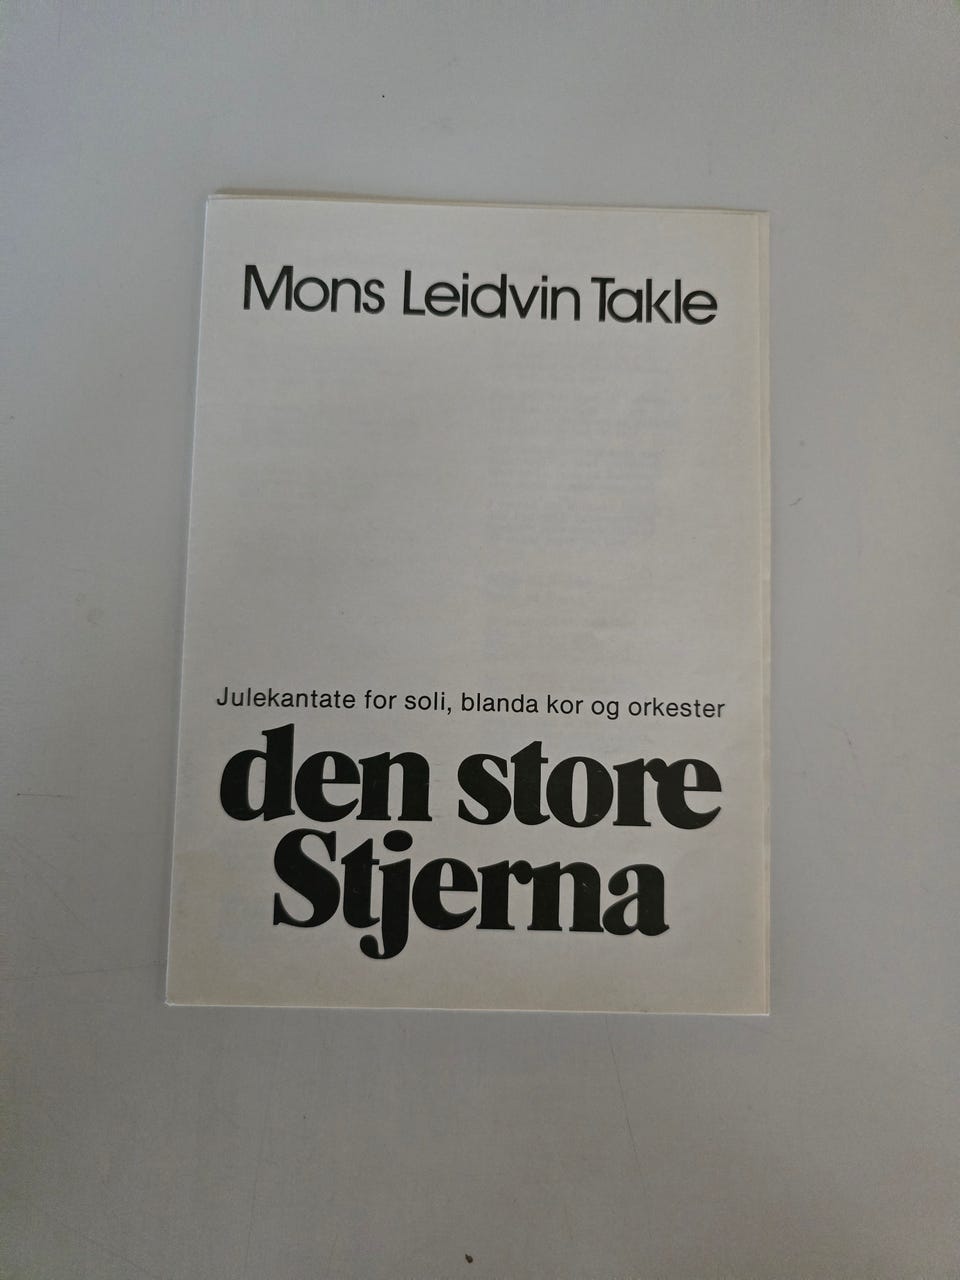 Mons Leidvin Takle
Julekantate for soli, blanda kor og orkester
den store
Stjerna